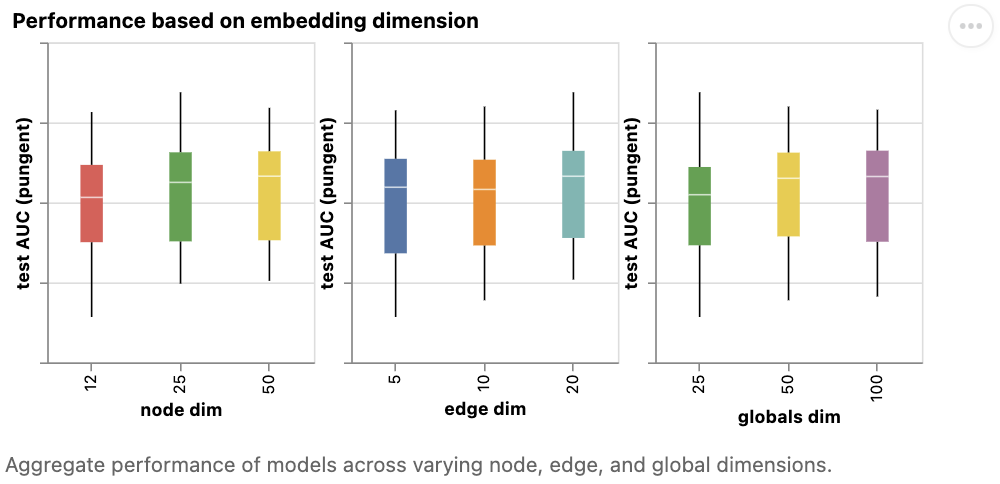 Performance based on embedding dimension
test AUC (pungent)
12
25
50
node dim
test AUC (pungent)
5
10
20
edge dim
test AUC (pungent)
25
50
100
globals dim
Aggregate performance of models across varying node, edge, and global dimensions.